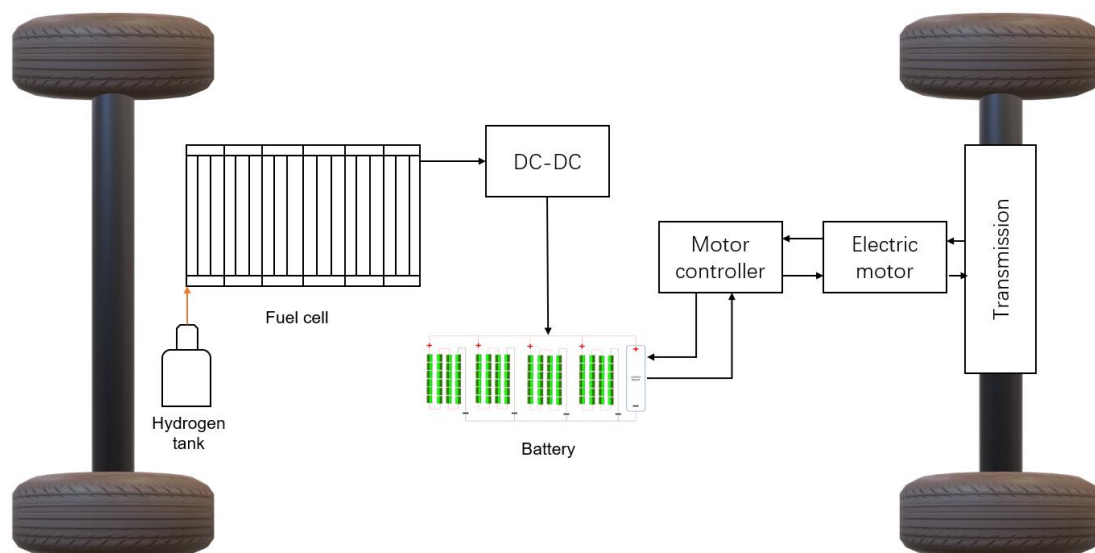 DC-DC
Motor
controller
Electric
motor
Transmission
Fuel cell
Hydrogen
tank
Battery